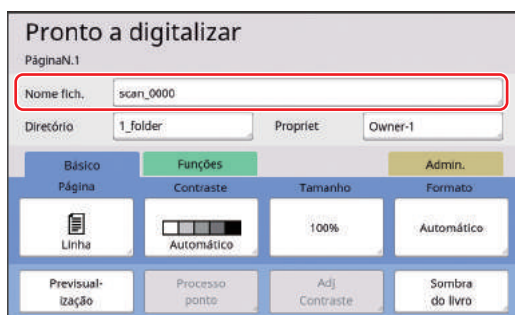 Pronto a digitalizar
PáginaN.1
Nome fich. scan_0000
Diretório 1_folder Propriet Owner-1
Básico Funções Admin.
Página Contraste Tamanho Formato
Linha Automático 100% Automático
Previsual-
ização
Processo
ponto
Adj
Contraste
Sombra
do livro